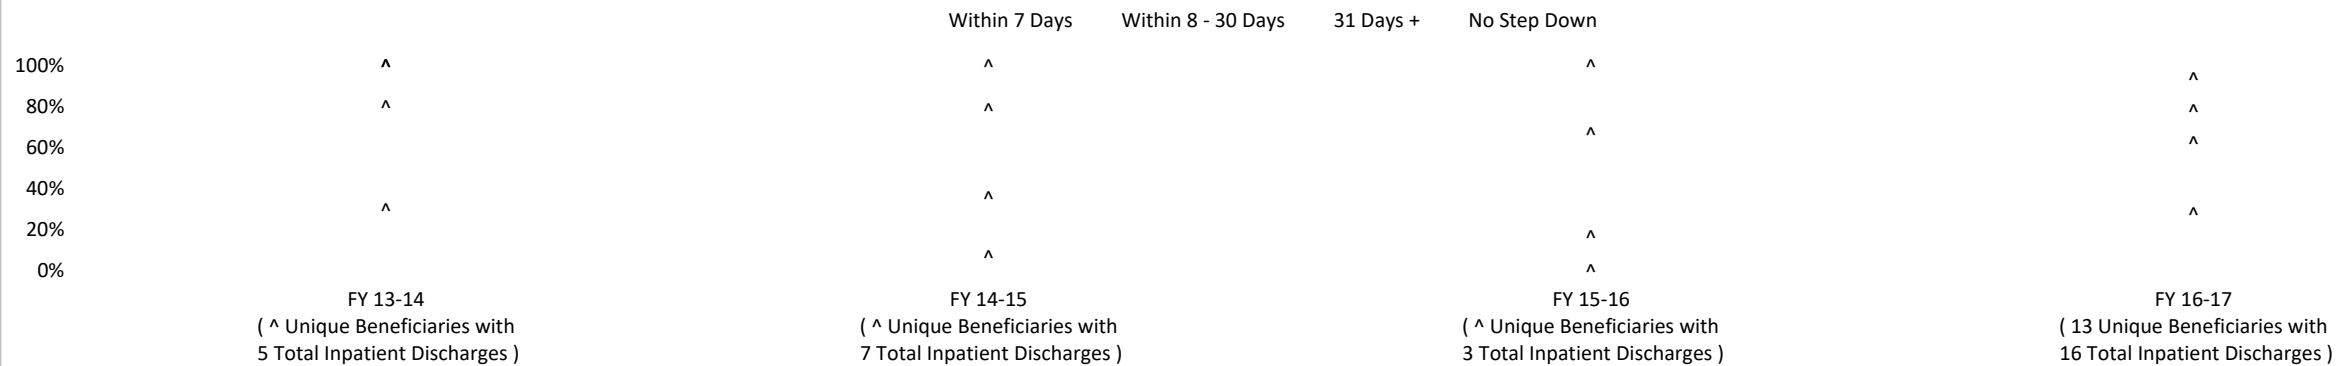 Within 7 Days Within 8 - 30 Days 31 Days + No Step Down
100% ^ ^ ^
^
80% ^ ^ ^
^
60% ^
40% ^
^ ^
20% ^
^
0% ^
FY 13-14 FY 14-15 FY 15-16 FY 16-17
( ^ Unique Beneficiaries with ( ^ Unique Beneficiaries with ( ^ Unique Beneficiaries with ( 13 Unique Beneficiaries with
5 Total Inpatient Discharges ) 7 Total Inpatient Discharges ) 3 Total Inpatient Discharges ) 16 Total Inpatient Discharges )